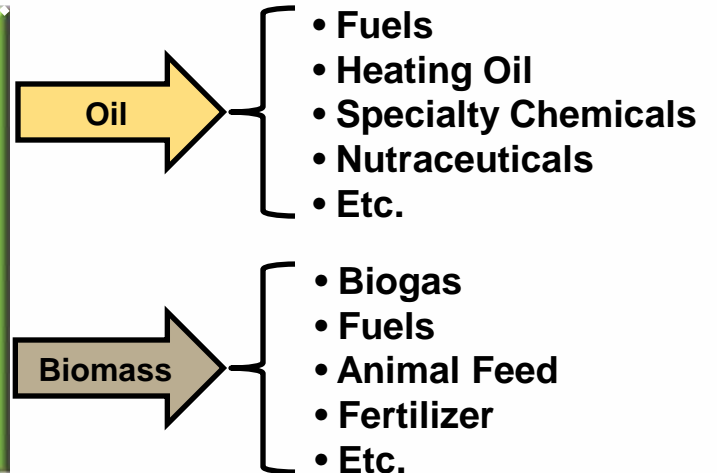 Oil
• Fuels
• Heating Oil
• Specialty Chemicals
• Nutraceuticals
• Etc.
Biomass
• Biogas
• Fuels
• Animal Feed
• Fertilizer
• Etc.